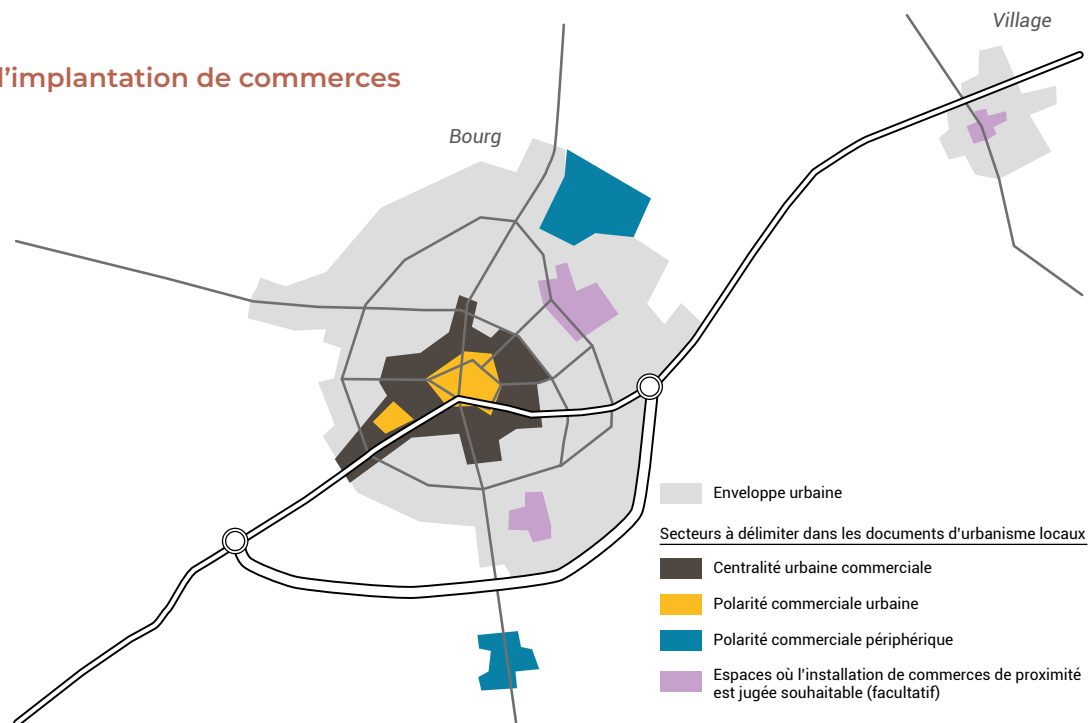 l'implantation de commerces
Village
Bourg
Enveloppe urbaine
Secteurs à délimiter dans les documents d'urbanisme locaux
Centralité urbaine commerciale
Polarité commerciale urbaine
Polarité commerciale périphérique
Espaces où l'installation de commerces de proximité
est jugée souhaitable (facultatif)